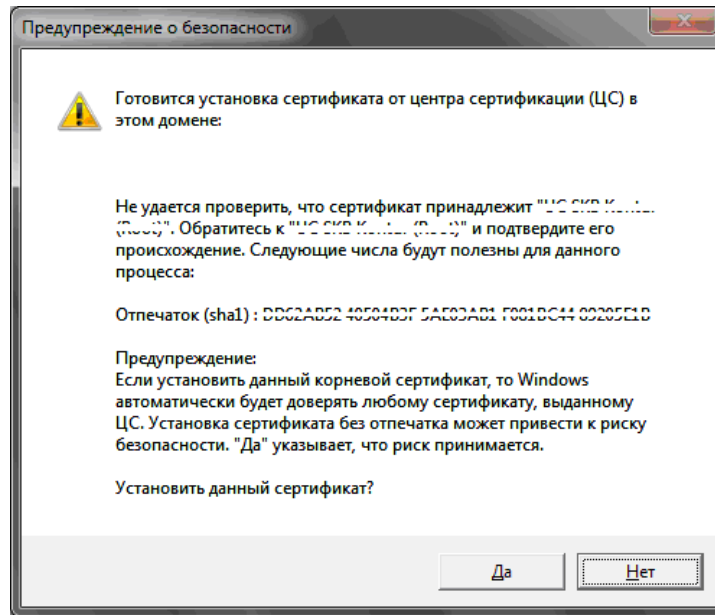 Предупреждение о безопасности
Готовится установка сертификата от центра сертификации (ЦС) в
этом домене:
Не удается проверить, что сертификат принадлежит
Обратитесь к и подтвердите его
происхождение. Следующие числа будут полезны для данного
процесса:
Отпечаток (sha1) :
Предупреждение:
Если установить данный корневой сертификат, то Windows
автоматически будет доверять любому сертификату, выданному
ЦС. Установка сертификата без отпечатка может привести к риску
безопасности. "Да" указывает, что риск принимается.
Установить данный сертификат?
Да
Нет